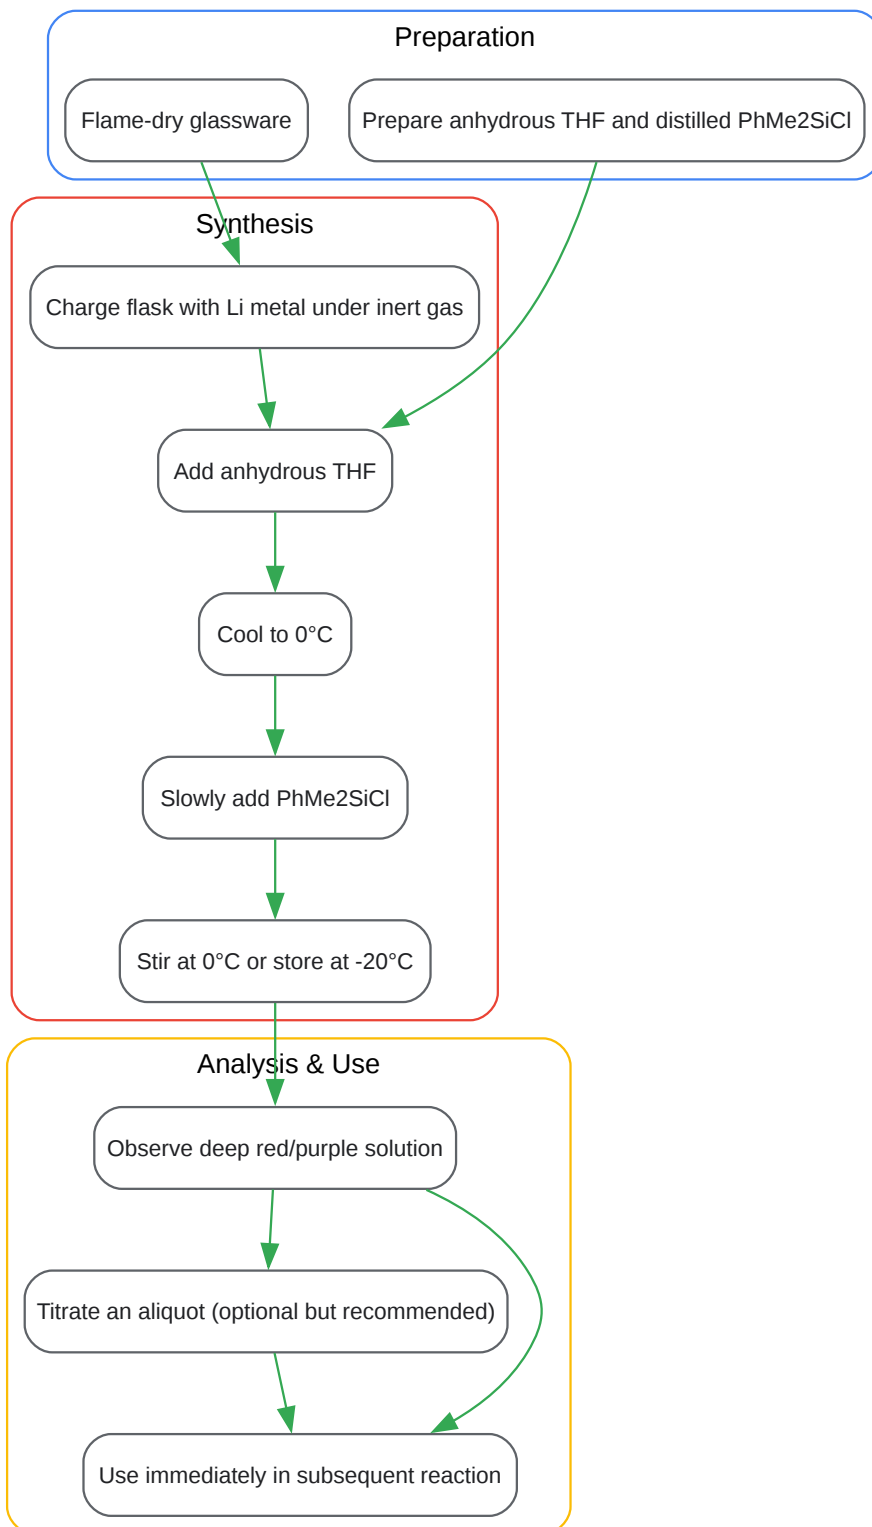 Preparation
Flame-dry glassware
Prepare anhydrous THF and distilled PhMe2SiCl
Synthesis
Charge flask with Li metal under inert gas
Add anhydrous THF
Cool to 0°C
Slowly add PhMe2SiCl
Stir at 0°C or store at -20°C
Analysis & Use
Observe deep red/purple solution
Titrate an aliquot (optional but recommended)
Use immediately in subsequent reaction